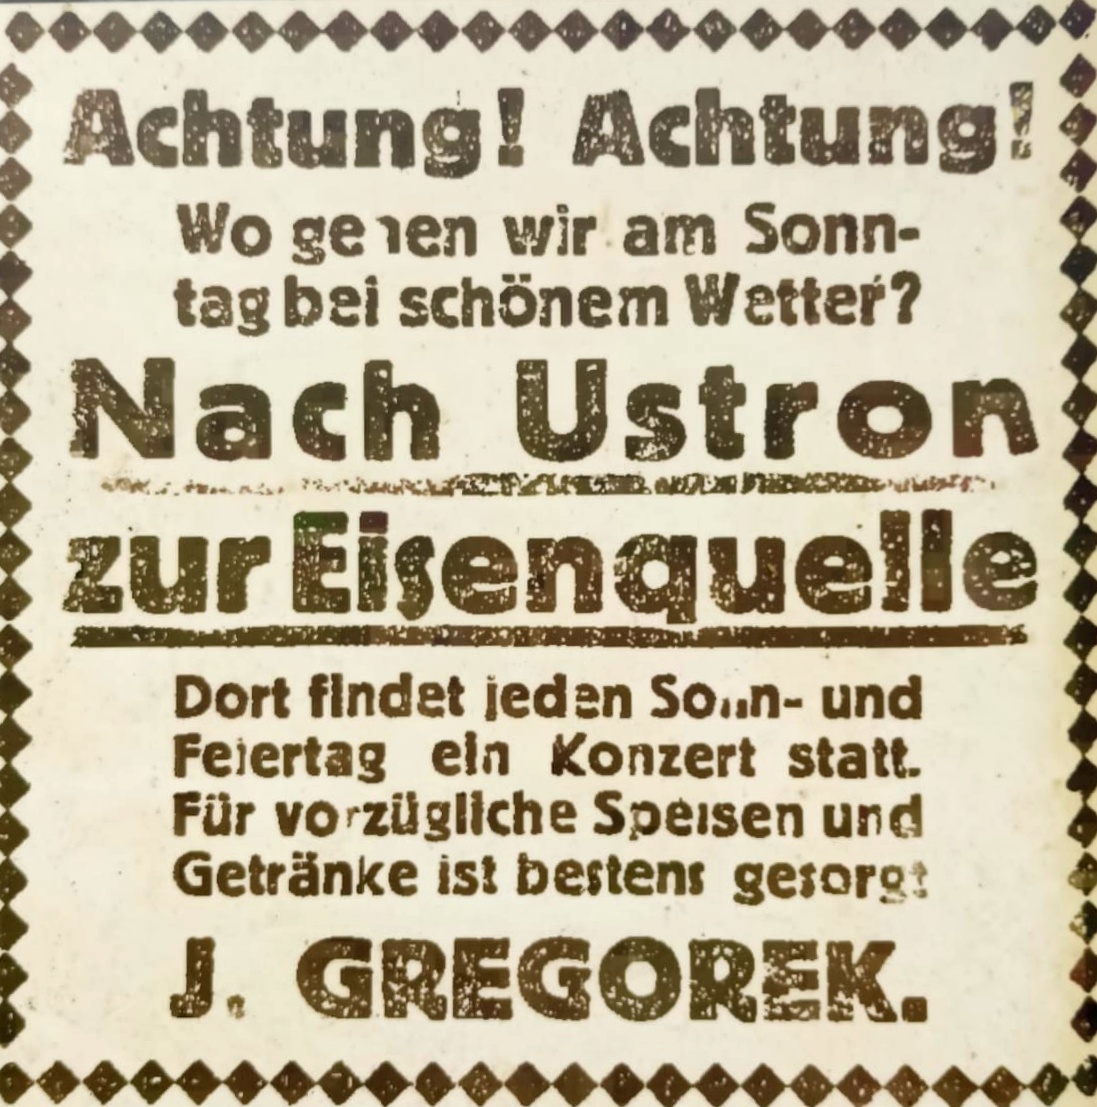 Achtung! Achtung!
Wo gehen wir am Sonn-
tag bei schönem Wetter?
Nach Ustron
zur Eisenquelle
Dort findet jeden Sonn- und
Feiertag ein Konzert statt.
Für vorzügliche Speisen und
Getränke ist bestens gesorgt
J. GREGOREK.